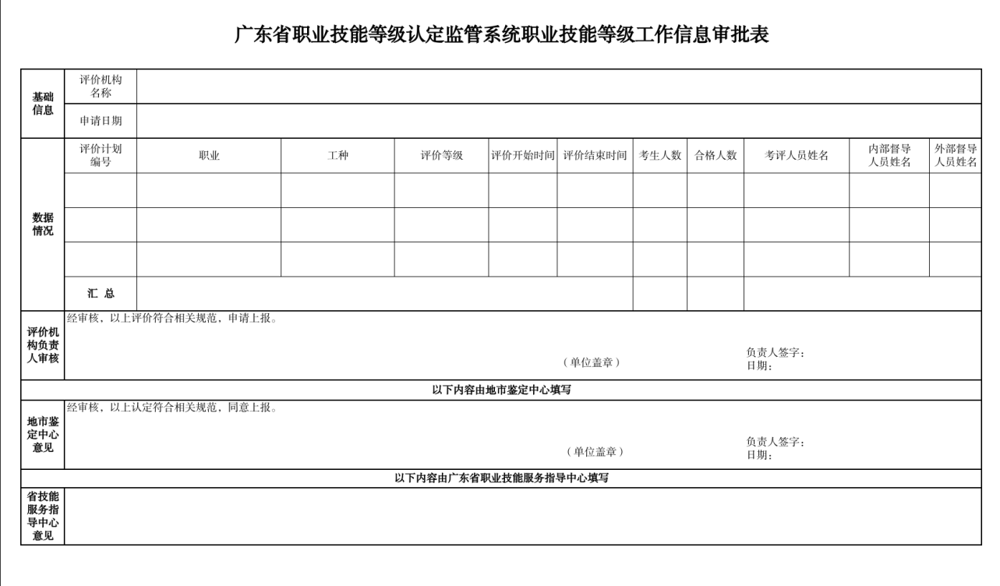 广东省职业技能等级认定监管系统职业技能等级工作信息审批表
基础
信息
评价机构
名称
申请日期
数据
情况
评价计划
编号
职业
工种
评价等级
评价开始时间
评价结束时间
考生人数
合格人数
考评人员姓名
内部督导
人员姓名
外部督导
人员姓名
汇 总
评价机
构负责
人审核
经审核，以上评价符合相关规范，申请上报。
（单位盖章）
负责人签字：
日期：
以下内容由地市鉴定中心填写
地市鉴
定中心
意见
经审核，以上认定符合相关规范，同意上报。
（单位盖章）
负责人签字：
日期：
以下内容由广东省职业技能服务指导中心填写
省技能
服务指
导中心
意见